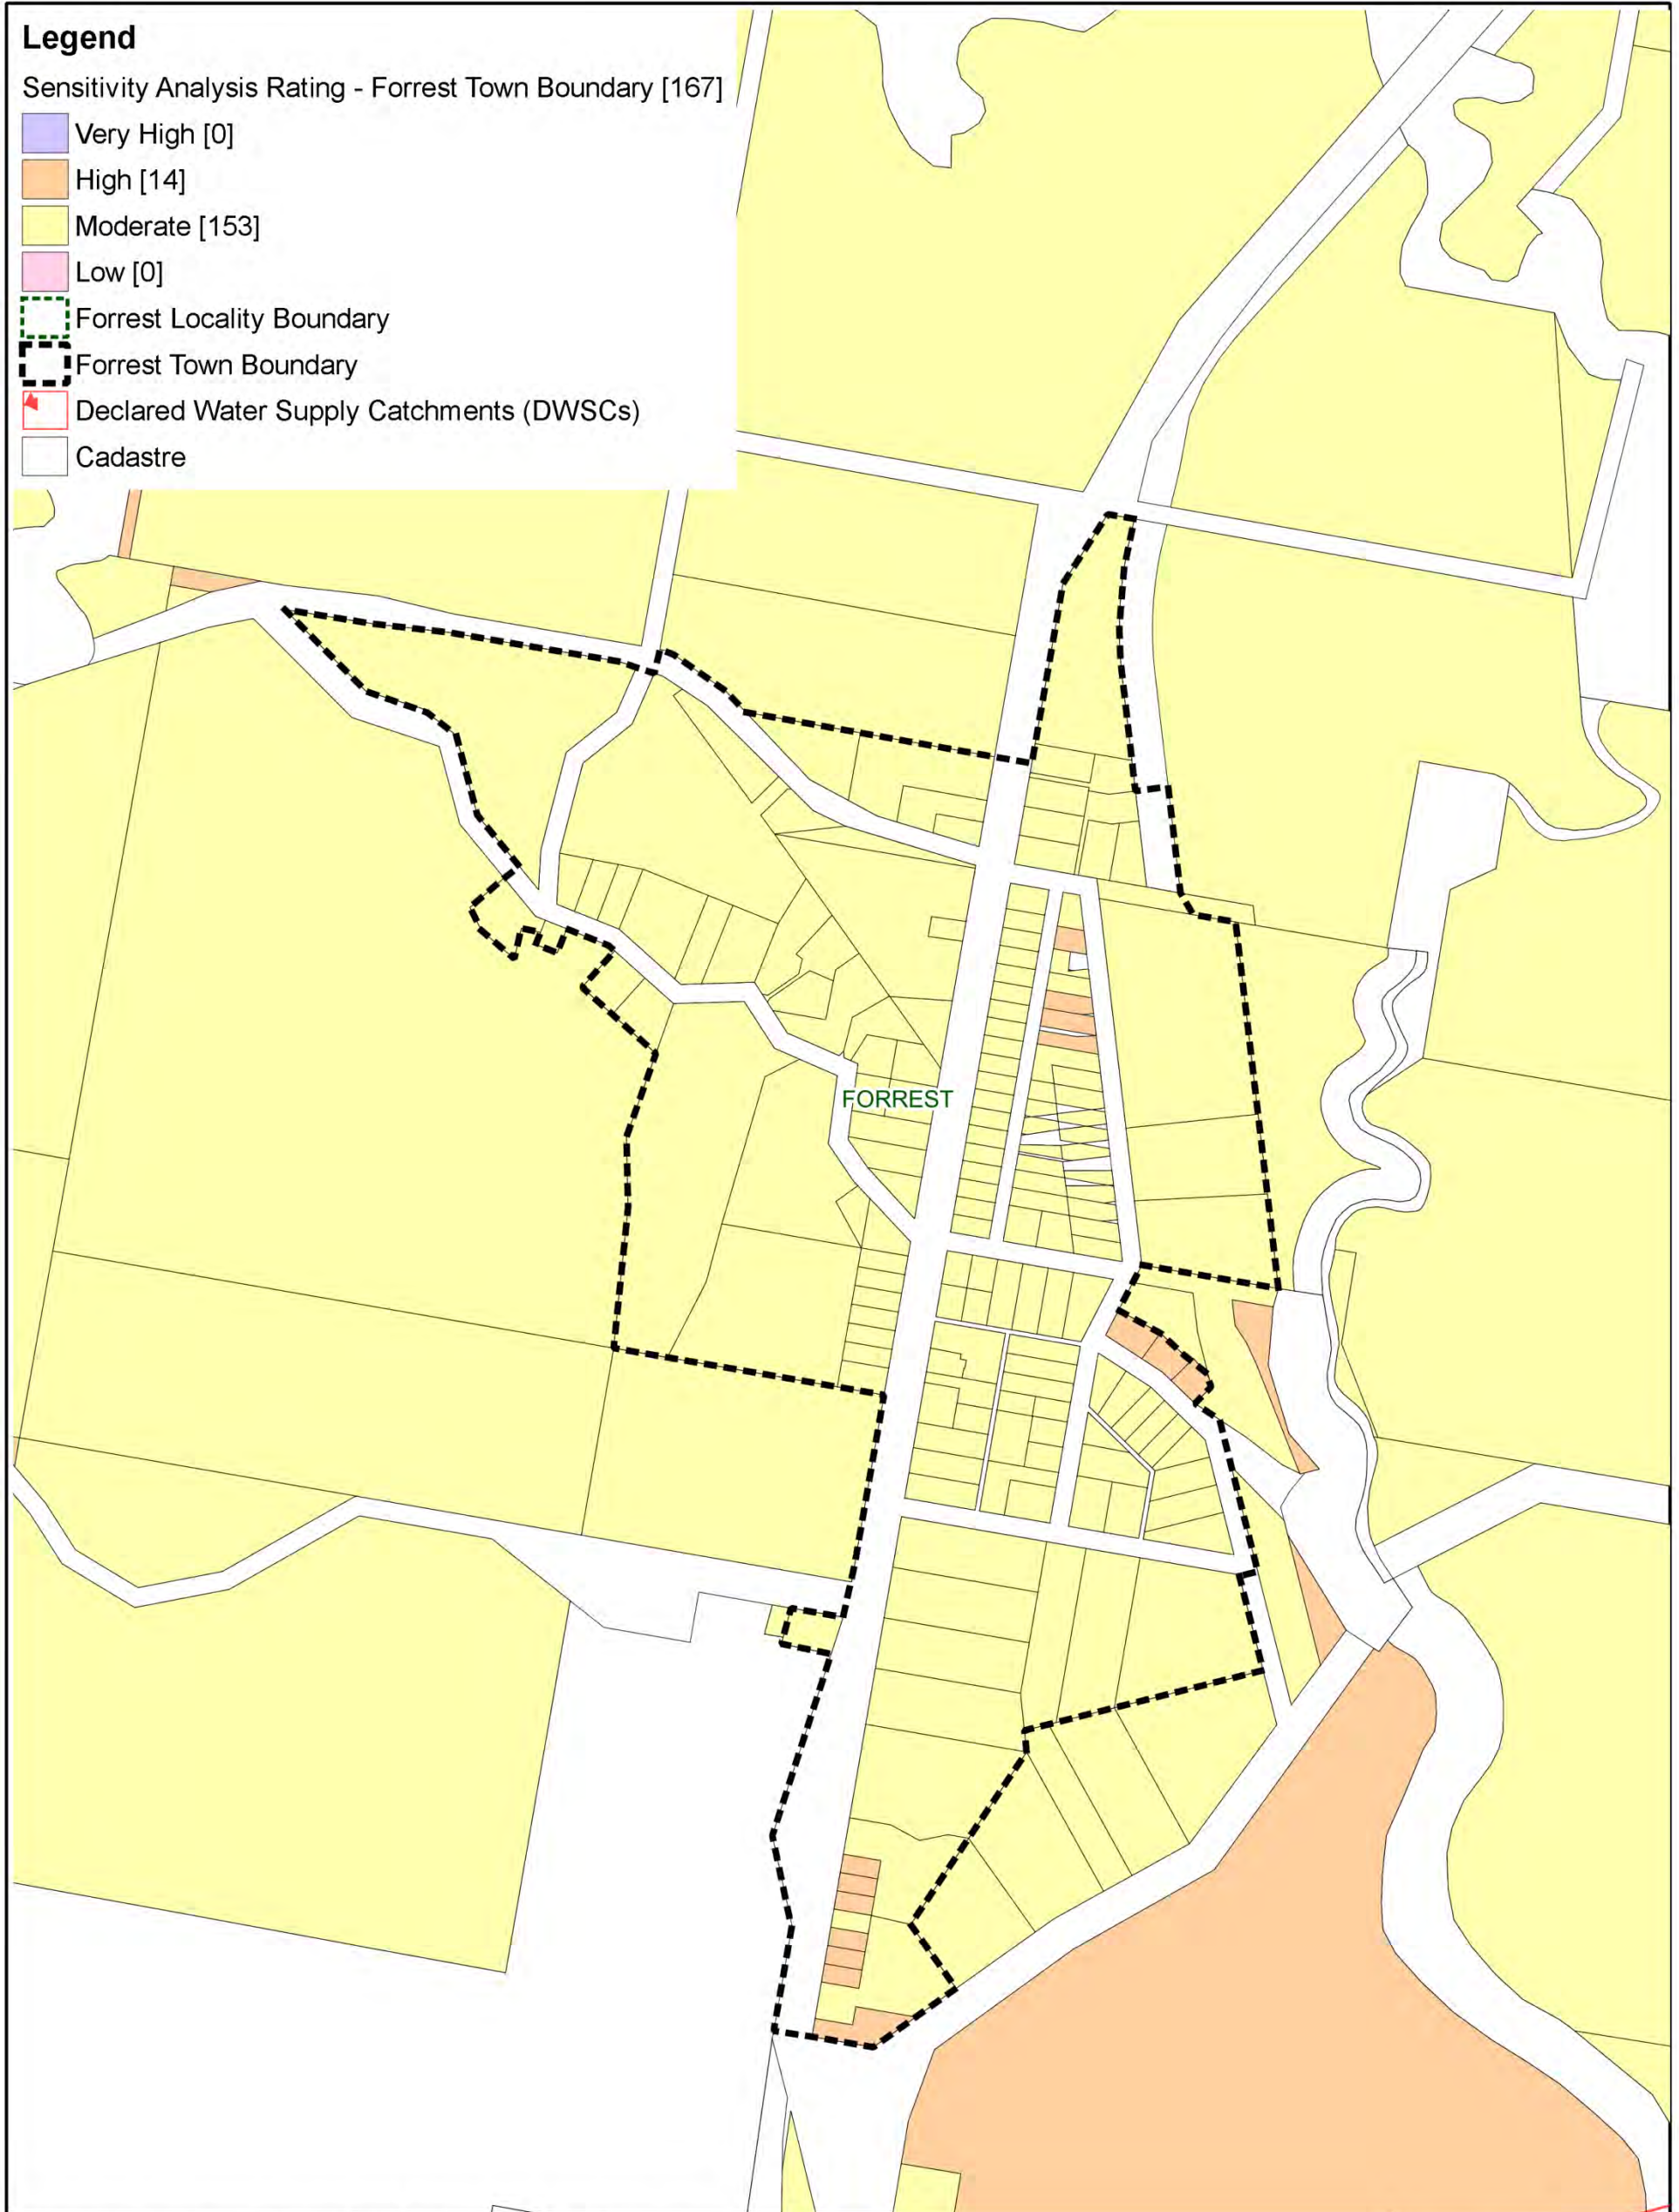 Legend
Sensitivity Analysis Rating - Forrest Town Boundary [167]
Very High [0]
High [14]
Moderate [153]
Low [0]
Forrest Locality Boundary
Forrest Town Boundary
Declared Water Supply Catchments (DWSCs)
Cadastre
FORREST